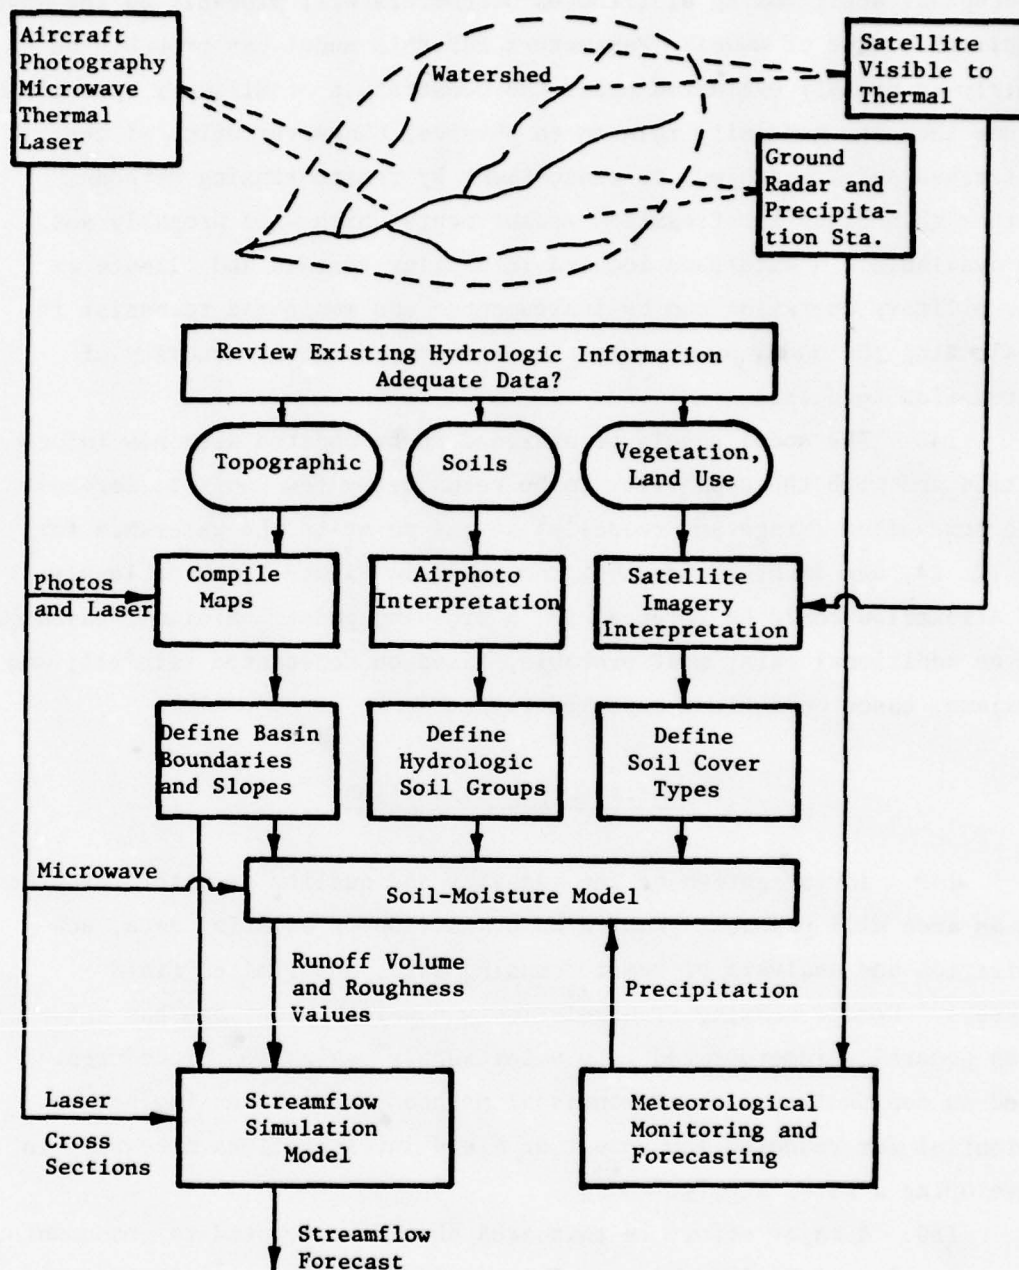 Aircraft
Photography
Microwave
Thermal
Laser
Watershed
Satellite
Visible to
Thermal
Ground
Radar and
Precipita-
tion Sta.
Review Existing Hydrologic Information
Adequate Data?
Topographic
Soils
Vegetation,
Land Use
Photos
and Laser
Compile
Maps
Airphoto
Interpretation
Satellite
Imagery
Interpretation
Define Basin
Boundaries
and Slopes
Define
Hydrologic
Soil Groups
Define
Soil Cover
Types
Microwave
Soil-Moisture Model
Runoff Volume
and Roughness
Values
Precipitation
Laser
Cross
Sections
Streamflow
Simulation
Model
Meteorological
Monitoring and
Forecasting
Streamflow
Forecast